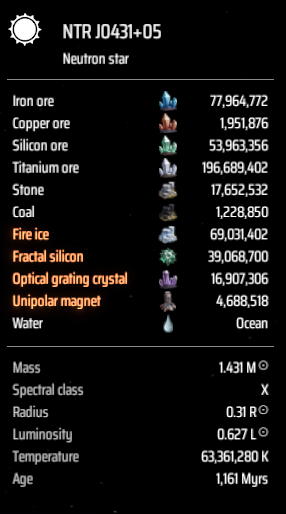 NTR J0431+05
Neutron star
Iron ore 77,964,772
Copper ore 1,951,876
Silicon ore 53,963,356
Titanium ore 196,689,402
Stone 17,652,532
Coal 1,228,850
Fire ice 69,031,402
Fractal silicon 39,068,700
Optical grating crystal 16,907,306
Unipolar magnet 4,688,518
Water Ocean
Mass 1.431 M☉
Spectral class X
Radius 0.31 R☉
Luminosity 0.627 L☉
Temperature 63,361,280 K
Age 1,161 Myrs